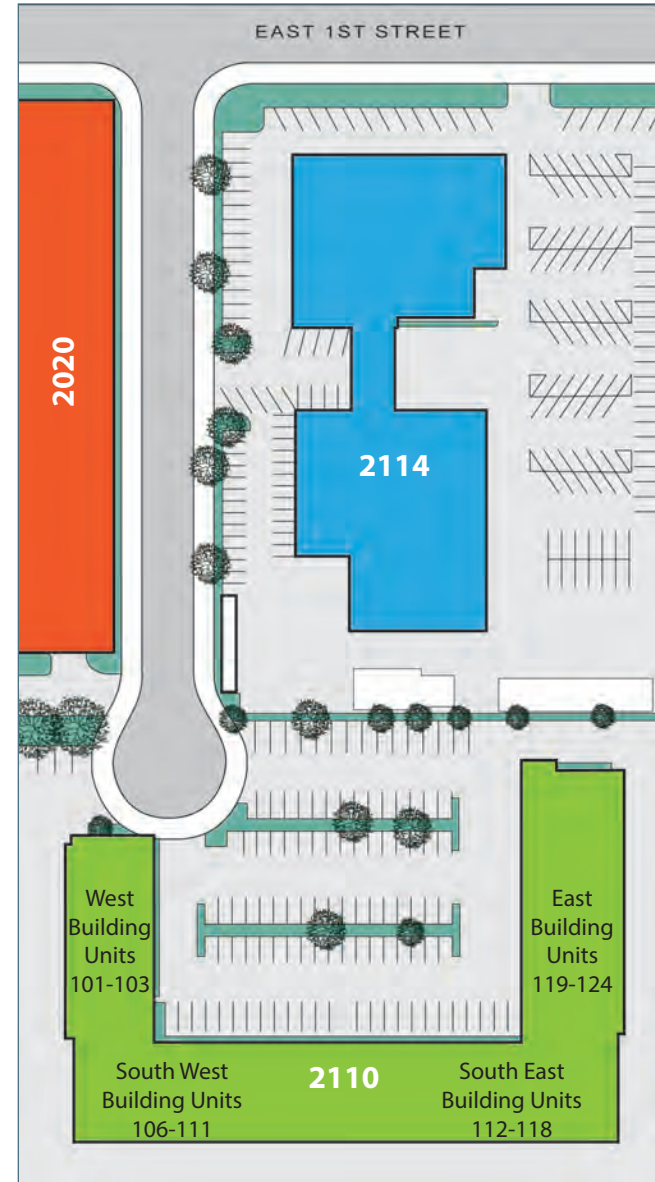 EAST 1ST STREET
2020
2114
West
Building
Units
101-103
East
Building
Units
119-124
South West
Building Units
106-111
2110
South East
Building Units
112-118